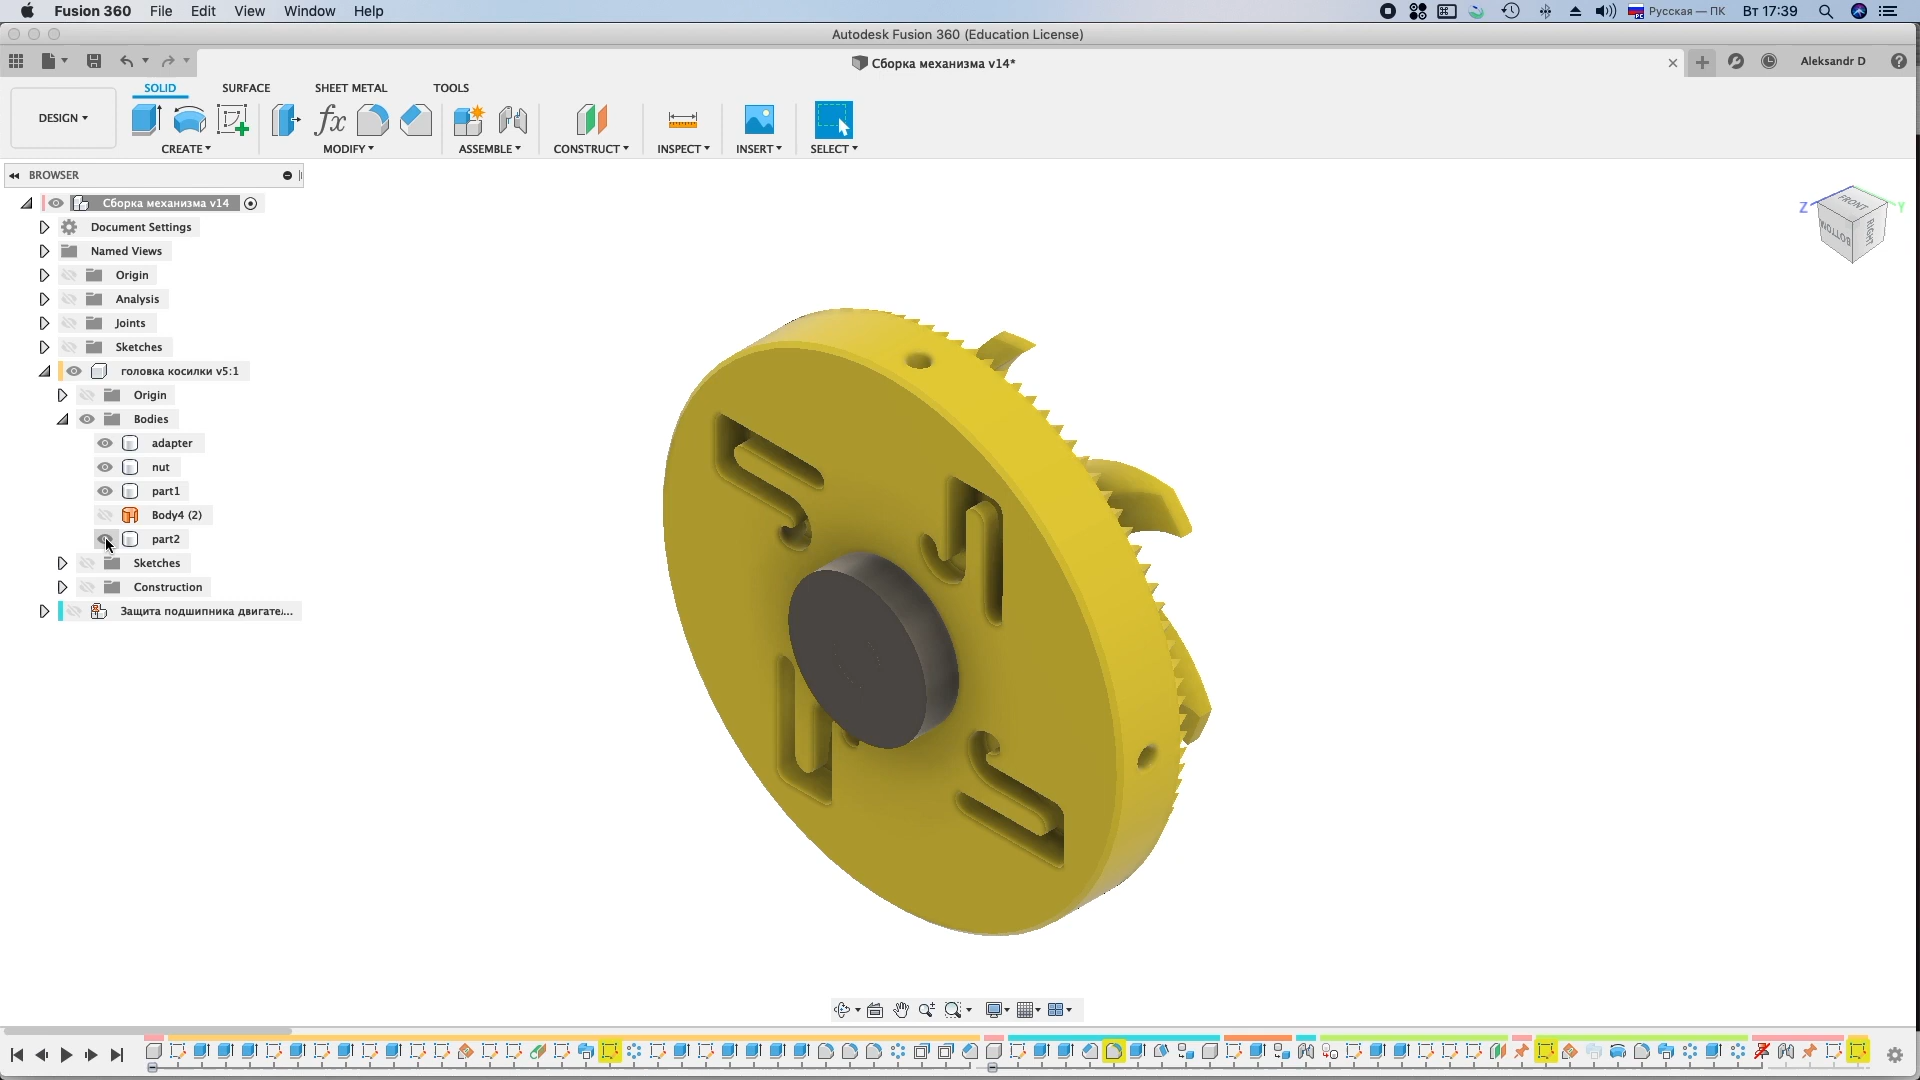 Fusion 360 File Edit View Window Help Русская — ПК Вт 17:39
Autodesk Fusion 360 (Education License)
Сборка механизма v14* Aleksandr D
SOLID SURFACE SHEET METAL TOOLS
DESIGN
CREATE MODIFY ASSEMBLE CONSTRUCT INSPECT INSERT SELECT
BROWSER
Сборка механизма v14
Document Settings
Named Views
Origin
Analysis
Joints
Sketches
головка косилки v5:1
Origin
Bodies
adapter
nut
part1
Body4 (2)
part2
Sketches
Construction
Защита подшипника двигате...
Z Y
FRONT
BOTTOM RIGHT